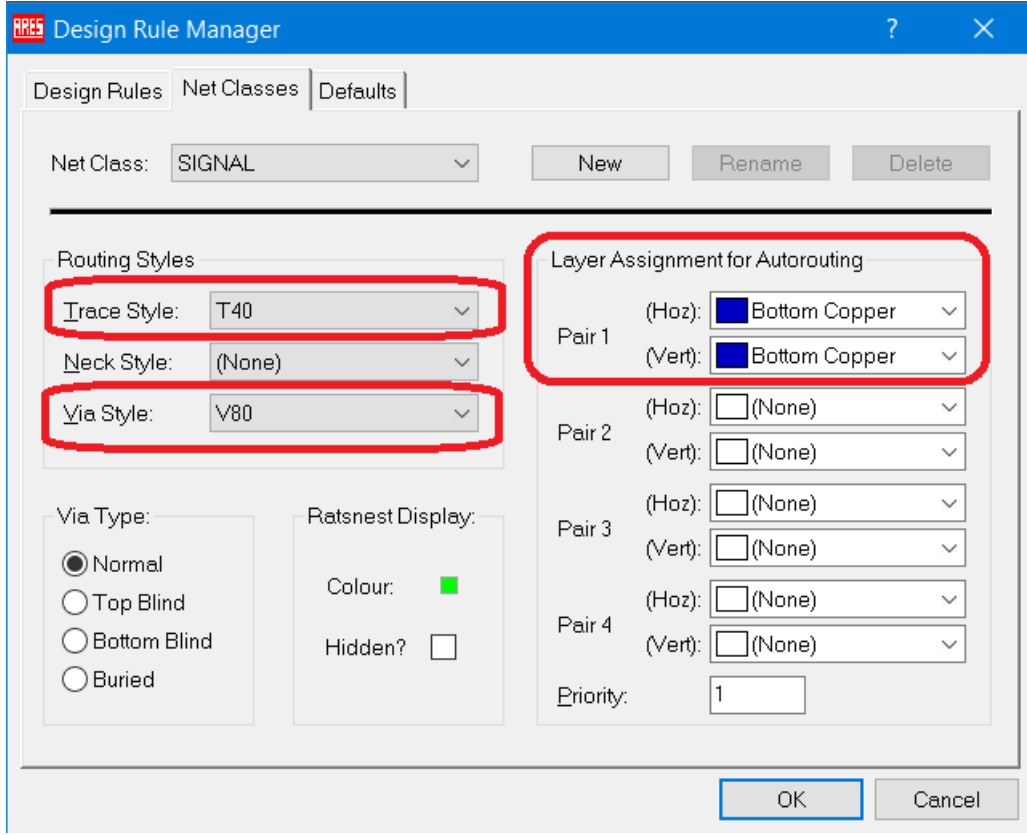 ARES Design Rule Manager ?
Design Rules Net Classes Defaults
Net Class: SIGNAL New Rename Delete
Routing Styles
Trace Style: T40
Neck Style: (None)
Via Style: V80
Via Type:
Normal
Top Blind
Bottom Blind
Buried
Ratsnest Display:
Colour:
Hidden?
Layer Assignment for Autorouting
Pair 1
(Hoz): Bottom Copper
(Vert): Bottom Copper
Pair 2
(Hoz): (None)
(Vert): (None)
Pair 3
(Hoz): (None)
(Vert): (None)
Pair 4
(Hoz): (None)
(Vert): (None)
Priority: 1
OK Cancel